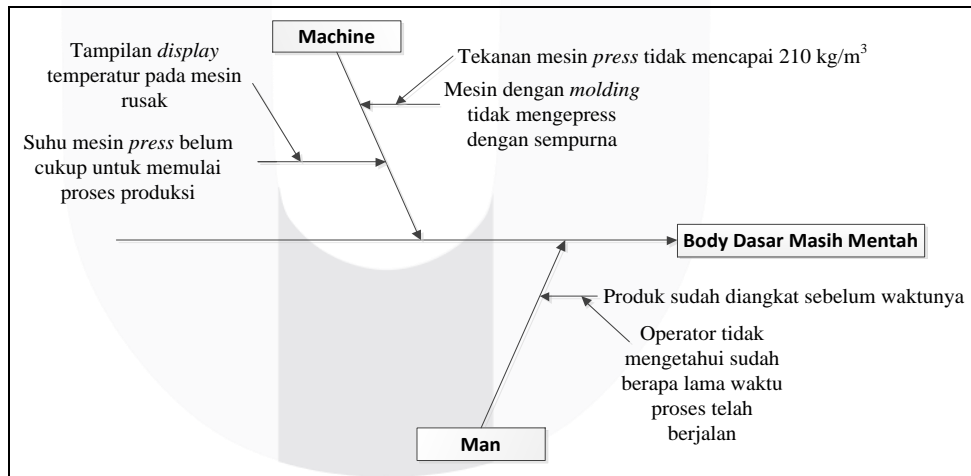 Machine
Tampilan display
temperatur pada mesin
rusak
Tekanan mesin press tidak mencapai 210 kg/m³
Mesin dengan molding
tidak mengepress
dengan sempurna
Suhu mesin press belum
cukup untuk memulai
proses produksi
Body Dasar Masih Mentah
Produk sudah diangkat sebelum waktunya
Operator tidak
mengetahui sudah
berapa lama waktu
proses telah
berjalan
Man